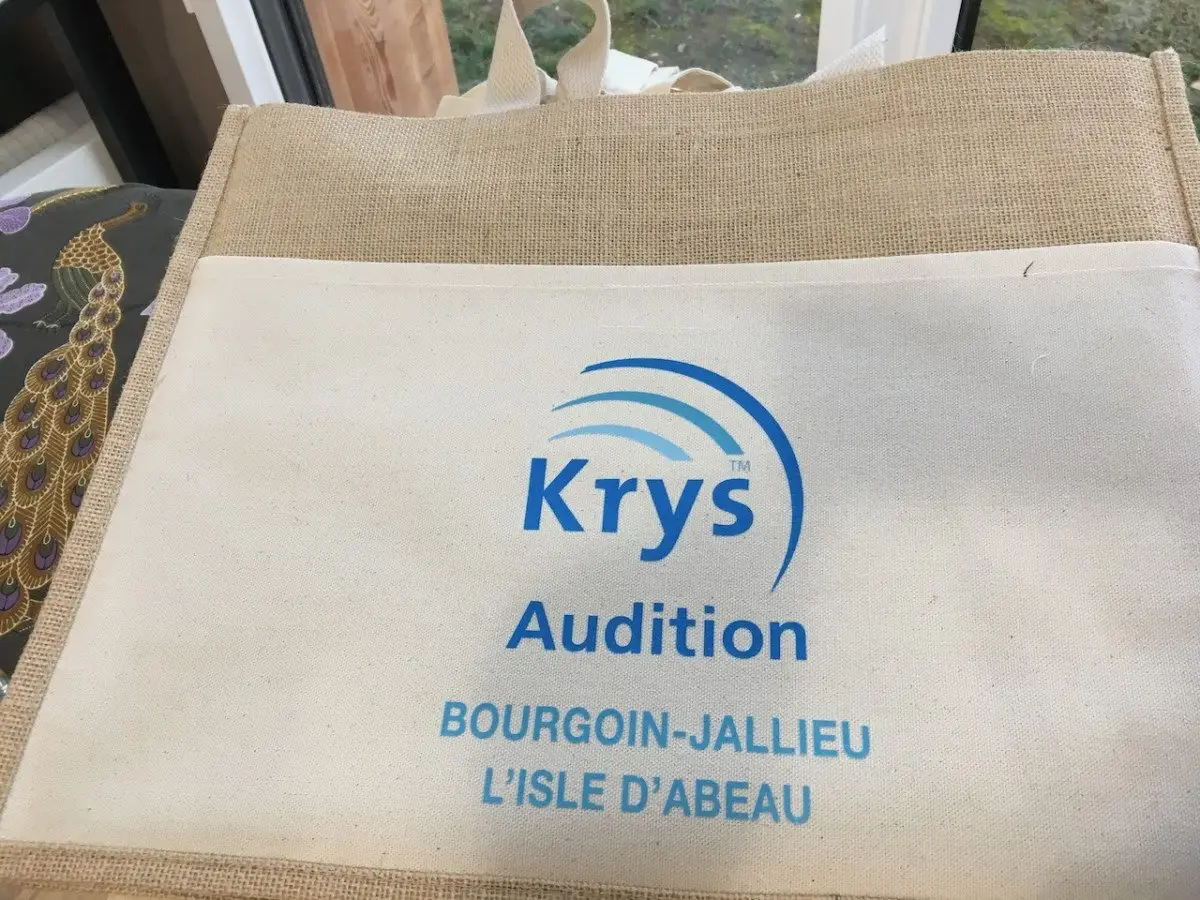 Krys™
Audition
BOURGOIN-JALLIEU
L'ISLE D'ABEAU